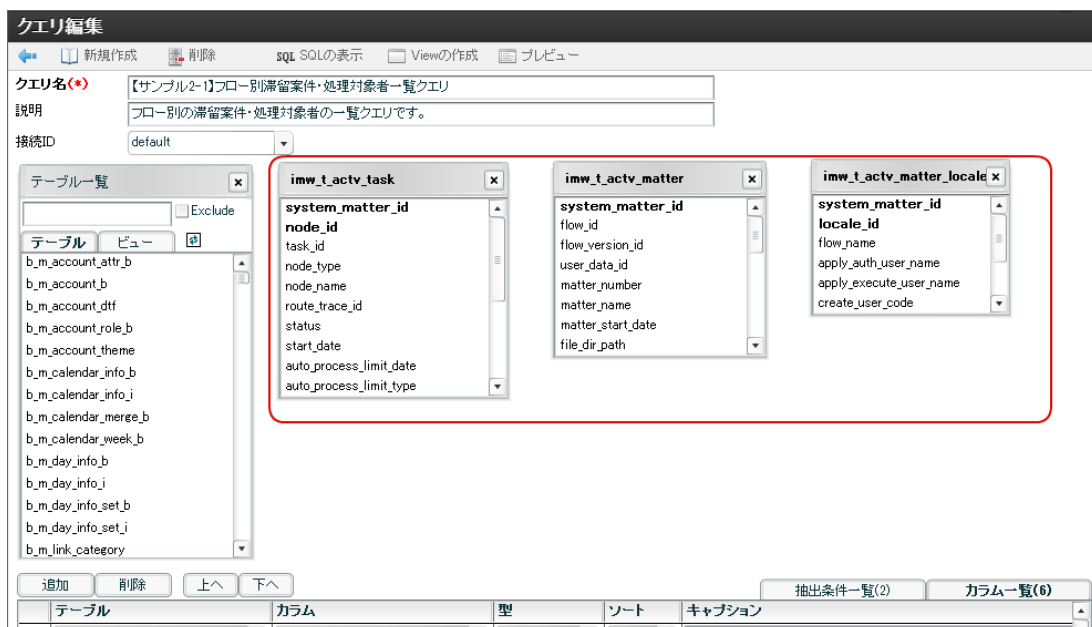 クエリ編集
新規作成 削除 SQL SQLの表示 Viewの作成 プレビュー
クエリ名(*) 【サンプル2-1】フロー別滞留案件・処理対象者一覧クエリ
説明 フロー別の滞留案件・処理対象者の一覧クエリです。
接続ID default
テーブル一覧
Exclude
テーブル ビュー
b_m_account_attr_b
b_m_account_b
b_m_account_dtf
b_m_account_role_b
b_m_account_theme
b_m_calendar_info_b
b_m_calendar_info_i
b_m_calendar_merge_b
b_m_calendar_week_b
b_m_day_info_b
b_m_day_info_i
b_m_day_info_set_b
b_m_day_info_set_i
b_m_link_category
imw_t_actv_task
system_matter_id
node_id
task_id
node_type
node_name
route_trace_id
status
start_date
auto_process_limit_date
auto_process_limit_type
imw_t_actv_matter
system_matter_id
flow_id
flow_version_id
user_data_id
matter_number
matter_name
matter_start_date
file_dir_path
imw_t_actv_matter_locale
system_matter_id
locale_id
flow_name
apply_auth_user_name
apply_execute_user_name
create_user_code
追加 削除 上へ 下へ 抽出条件一覧(2) カラム一覧(6)
テーブル カラム 型 ソート キャプション